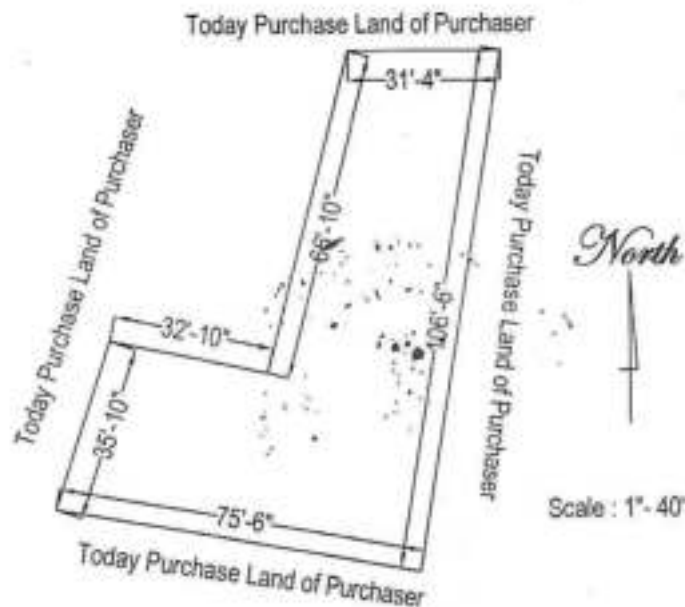 Today Purchase Land of Purchaser
31'-4"
Today Purchase Land of Purchaser
66'-10"
Today Purchase Land of Purchaser
North
32'-10"
106'-6"
35'-10"
Scale : 1"- 40'
75'-6"
Today Purchase Land of Purchaser